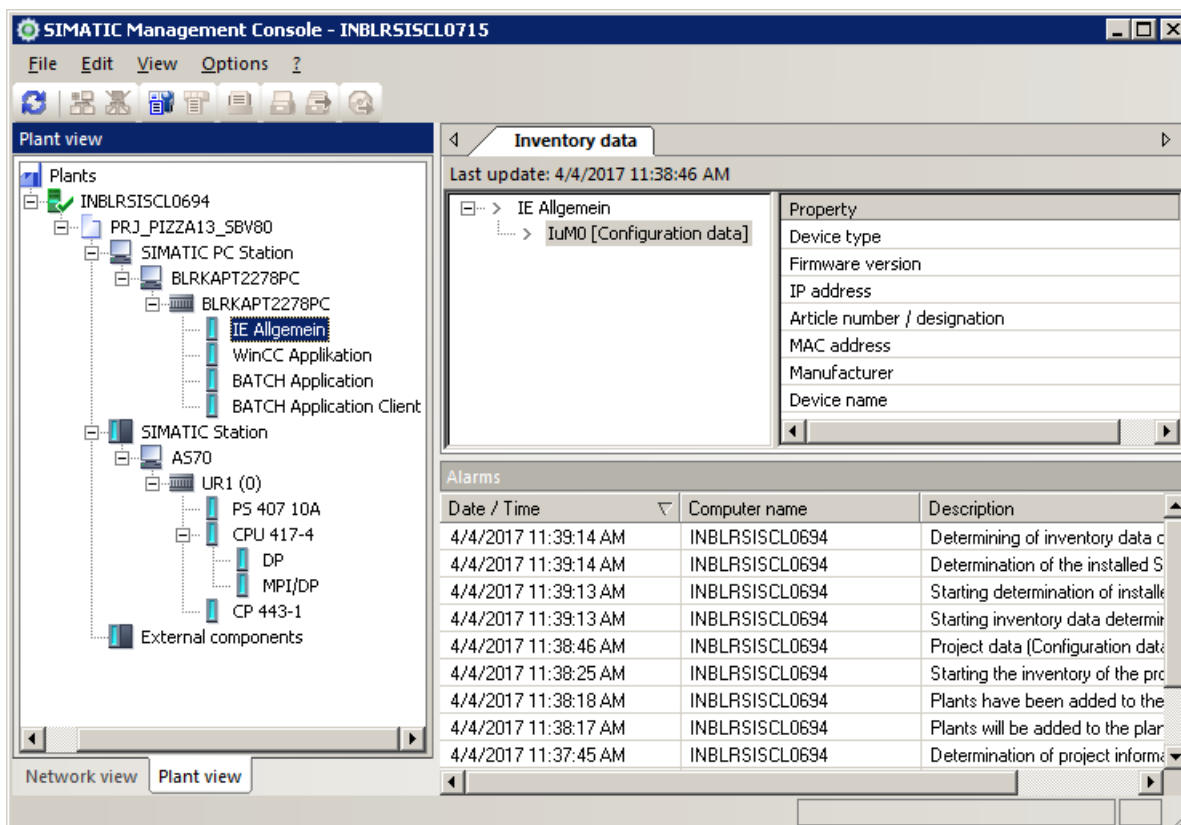 SIMATIC Management Console - INBLRSISCL0715
File Edit View Options ?
Plant view
Plants
INBLRSISCL0694
PRJ_PIZZA13_SBV80
SIMATIC PC Station
BLRKAPT2278PC
BLRKAPT2278PC
IE Allgemein
WinCC Applikation
BATCH Application
BATCH Application Client
SIMATIC Station
AS70
UR1 (0)
PS 407 10A
CPU 417-4
DP
MPI/DP
CP 443-1
External components
Network view Plant view
Inventory data
Last update: 4/4/2017 11:38:46 AM
IE Allgemein
IuM0 [Configuration data]
Property
Device type
Firmware version
IP address
Article number / designation
MAC address
Manufacturer
Device name
Alarms
Date / Time Computer name Description
4/4/2017 11:39:14 AM INBLRSISCL0694 Determining of inventory data
4/4/2017 11:39:14 AM INBLRSISCL0694 Determination of the installed S
4/4/2017 11:39:13 AM INBLRSISCL0694 Starting determination of installe
4/4/2017 11:39:13 AM INBLRSISCL0694 Starting inventory data determin
4/4/2017 11:38:46 AM INBLRSISCL0694 Project data (Configuration data
4/4/2017 11:38:25 AM INBLRSISCL0694 Starting the inventory of the pro
4/4/2017 11:38:18 AM INBLRSISCL0694 Plants have been added to the
4/4/2017 11:38:17 AM INBLRSISCL0694 Plants will be added to the plan
4/4/2017 11:37:45 AM INBLRSISCL0694 Determination of project informa